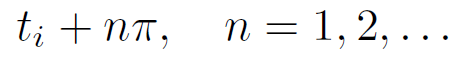 t_i + nπ, n = 1, 2, …